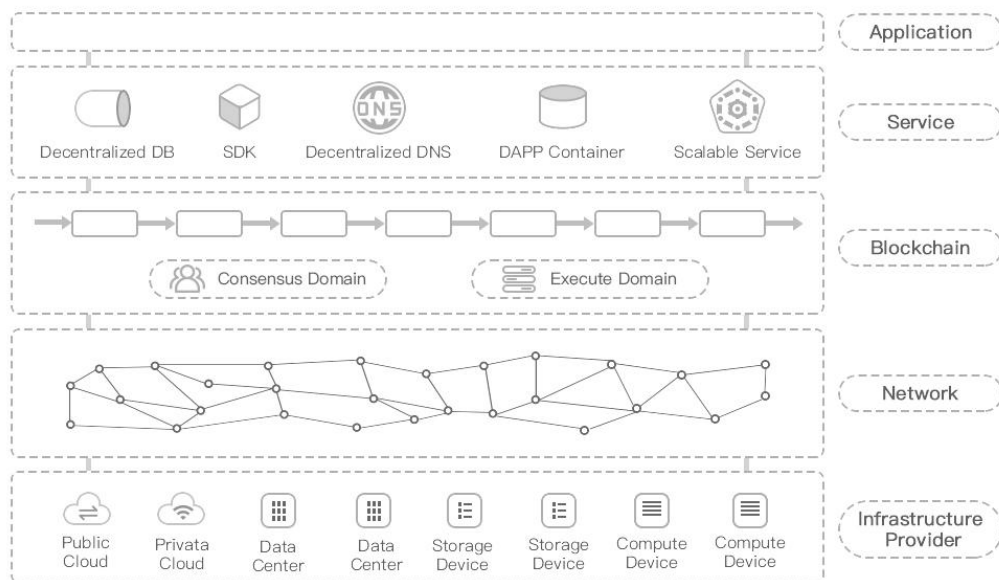 Application
DNS
Decentralized DB
SDK
Decentralized DNS
DAPP Container
Scalable Service
Service
Consensus Domain
Execute Domain
Blockchain
Network
Public
Cloud
Privata
Cloud
Data
Center
Data
Center
Storage
Device
Storage
Device
Compute
Device
Compute
Device
Infrastructure
Provider